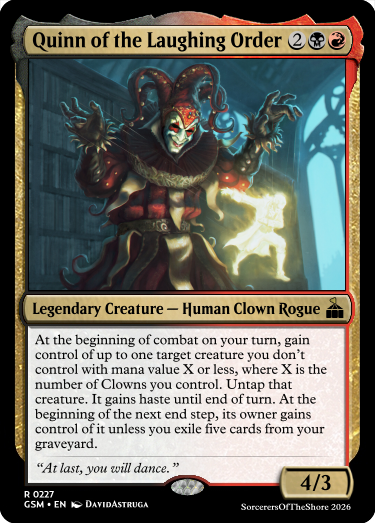 Quinn of the Laughing Order 2
Legendary Creature — Human Clown Rogue
At the beginning of combat on your turn, gain
control of up to one target creature you don't
control with mana value X or less, where X is the
number of Clowns you control. Untap that
creature. It gains haste until end of turn. At the
beginning of the next end step, its owner gains
control of it unless you exile five cards from your
graveyard.
“At last, you will dance.”
4/3
R 0227
GSM • EN DavidAstruga
SorcerersOfTheShore 2026